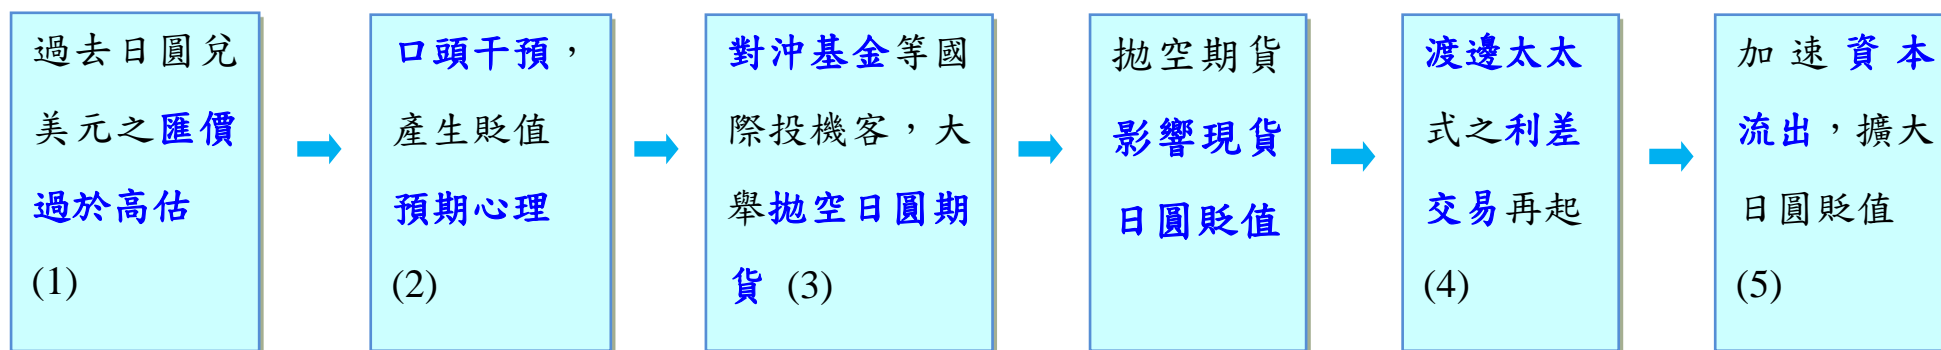 過去日圓兌
美元之匯價
過於高估
(1)
口頭干預，
產生貶值
預期心理
(2)
對沖基金等國
際投機客，大
舉拋空日圓期
貨 (3)
拋空期貨
影響現貨
日圓貶值
渡邊太太
式之利差
交易再起
(4)
加速資本
流出，擴大
日圓貶值
(5)